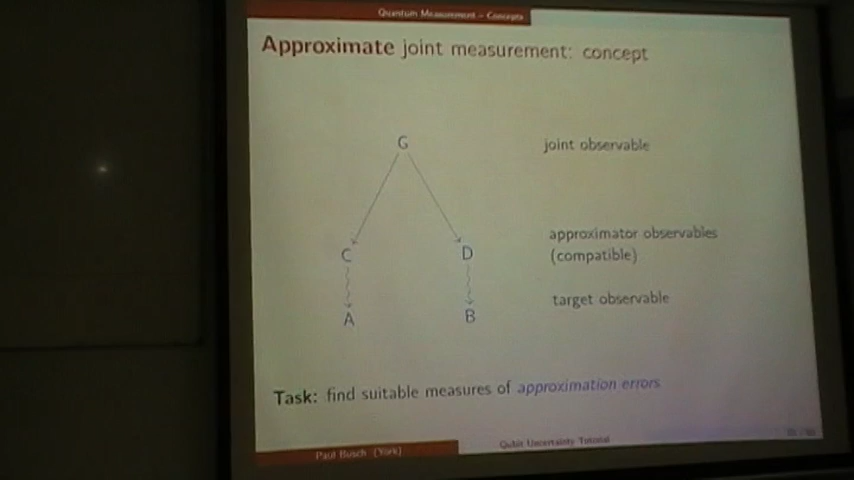 Quantum Measurement – Concepts
Approximate joint measurement: concept
G
joint observable
C
D
approximator observables
(compatible)
A
B
target observable
Task: find suitable measures of approximation errors
Paul Busch (York)
Qubit Uncertainty Tutorial